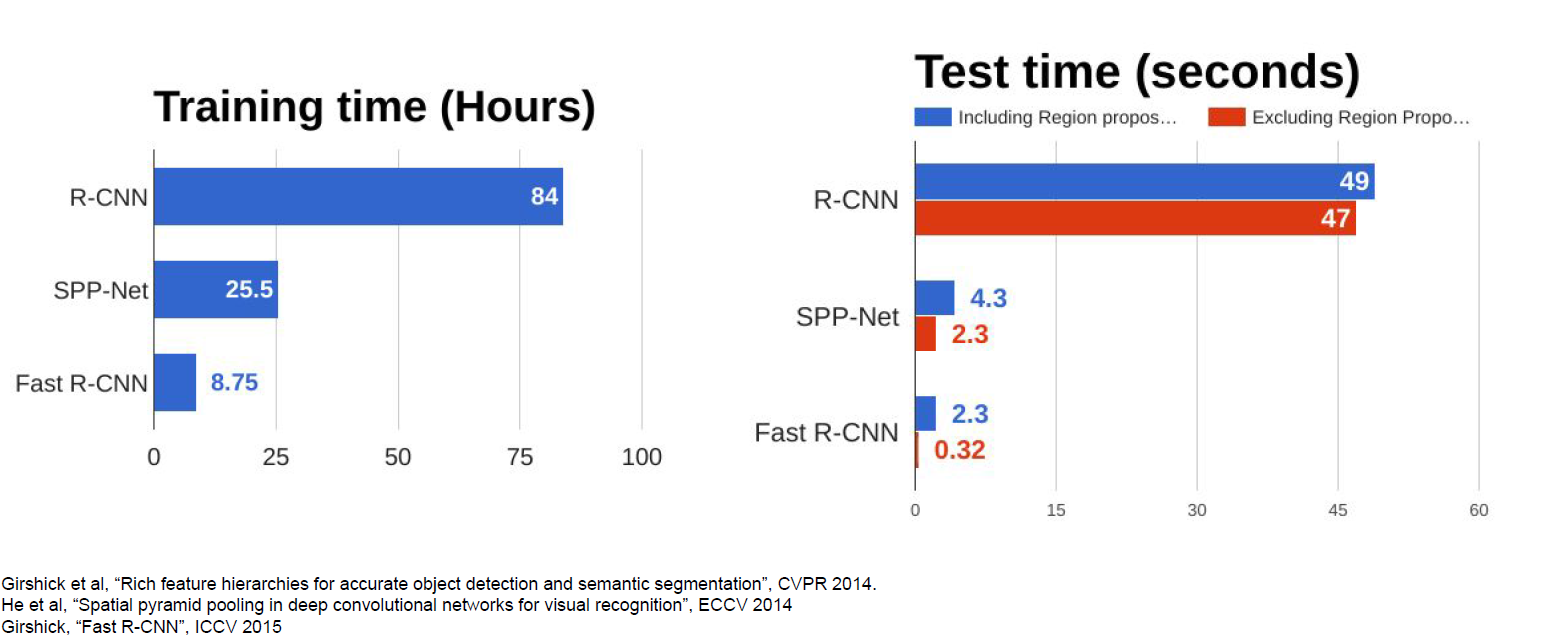 Training time (Hours)
R-CNN
84
SPP-Net
25.5
Fast R-CNN
8.75
0 25 50 75 100
Test time (seconds)
Including Region propos… Excluding Region Propo…
R-CNN
49
47
SPP-Net
4.3
2.3
Fast R-CNN
2.3
0.32
0 15 30 45 60
Girshick et al, “Rich feature hierarchies for accurate object detection and semantic segmentation”, CVPR 2014.
He et al, “Spatial pyramid pooling in deep convolutional networks for visual recognition”, ECCV 2014
Girshick, “Fast R-CNN”, ICCV 2015